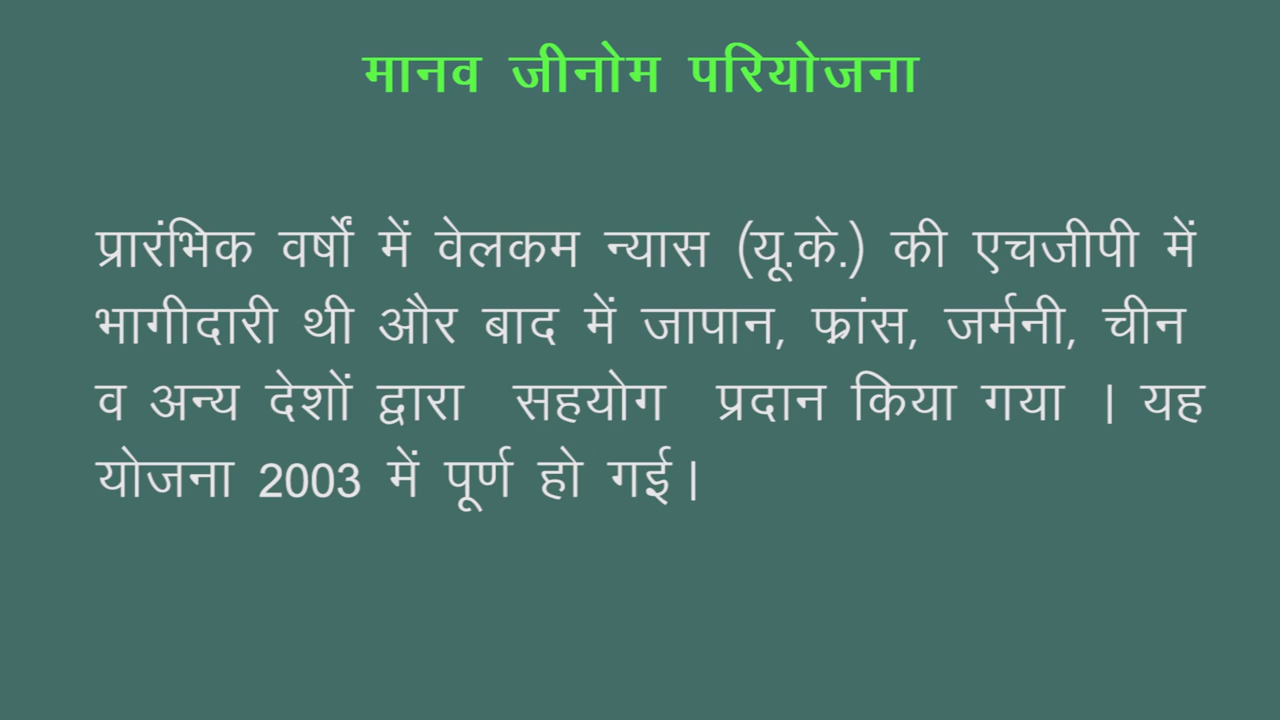 मानव जीनोम परियोजना
प्रारंभिक वर्षों में वेलकम न्यास (यू.के.) की एचजीपी में
भागीदारी थी और बाद में जापान, फ्रांस, जर्मनी, चीन
व अन्य देशों द्वारा सहयोग प्रदान किया गया । यह
योजना 2003 में पूर्ण हो गई।